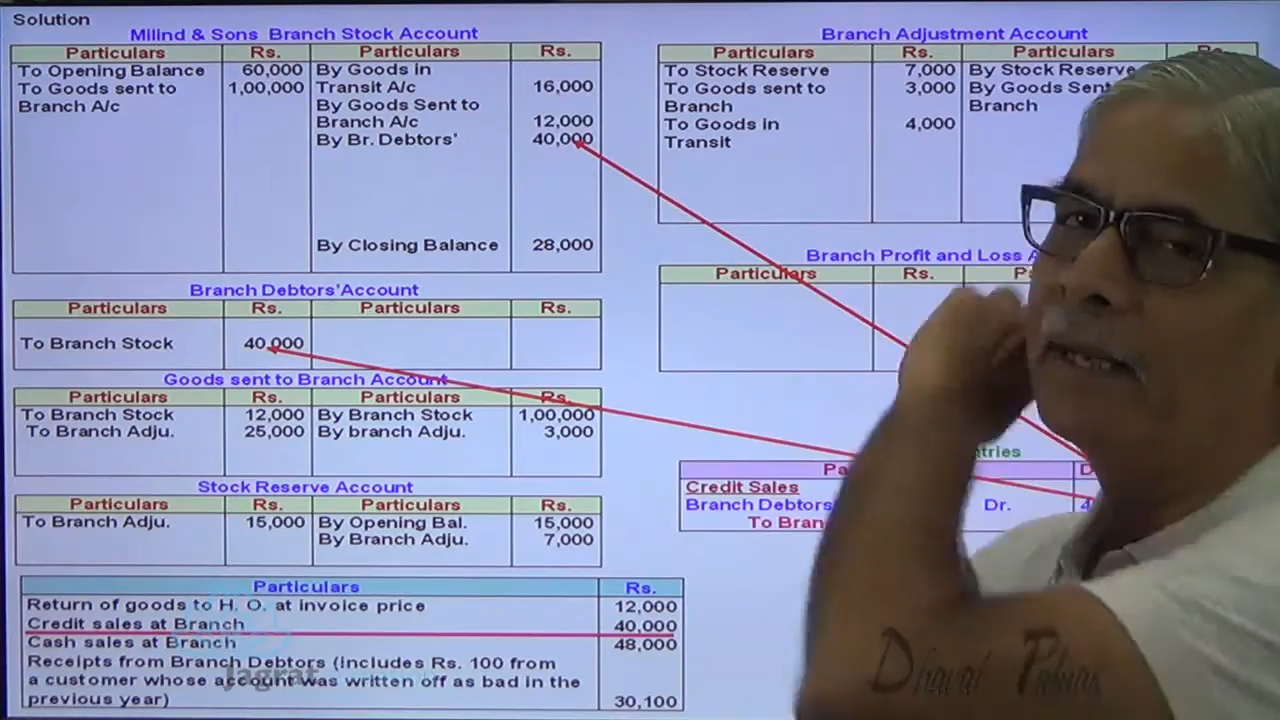 Solution
Milind & Sons Branch Stock Account
Particulars Rs. Particulars Rs.
To Opening Balance 60,000 By Goods in
To Goods sent to 1,00,000 Transit A/c 16,000
Branch A/c By Goods Sent to
Branch A/c 12,000
By Br. Debtors' 40,000
By Closing Balance 28,000
Branch Debtors'Account
Particulars Rs. Particulars Rs.
To Branch Stock 40,000
Goods sent to Branch Account
Particulars Rs. Particulars Rs.
To Branch Stock 12,000 By Branch Stock 1,00,000
To Branch Adju. 25,000 By branch Adju. 3,000
Stock Reserve Account
Particulars Rs. Particulars Rs.
To Branch Adju. 15,000 By Opening Bal. 15,000
By Branch Adju. 7,000
Particulars Rs.
Return of goods to H. O. at invoice price 12,000
Credit sales at Branch 40,000
Cash sales at Branch 48,000
Receipts from Branch Debtors (includes Rs. 100 from
a customer whose account was written off as bad in the
previous year) 30,100
Jagrat
Branch Adjustment Account
Particulars Rs. Particulars Rs.
To Stock Reserve 7,000 By Stock Reserve
To Goods sent to 3,000 By Goods Sent
Branch Branch
To Goods in 4,000
Transit
Branch Profit and Loss
Particulars Rs.
Credit Sales
Branch Debtors Dr.
To
Dhaval